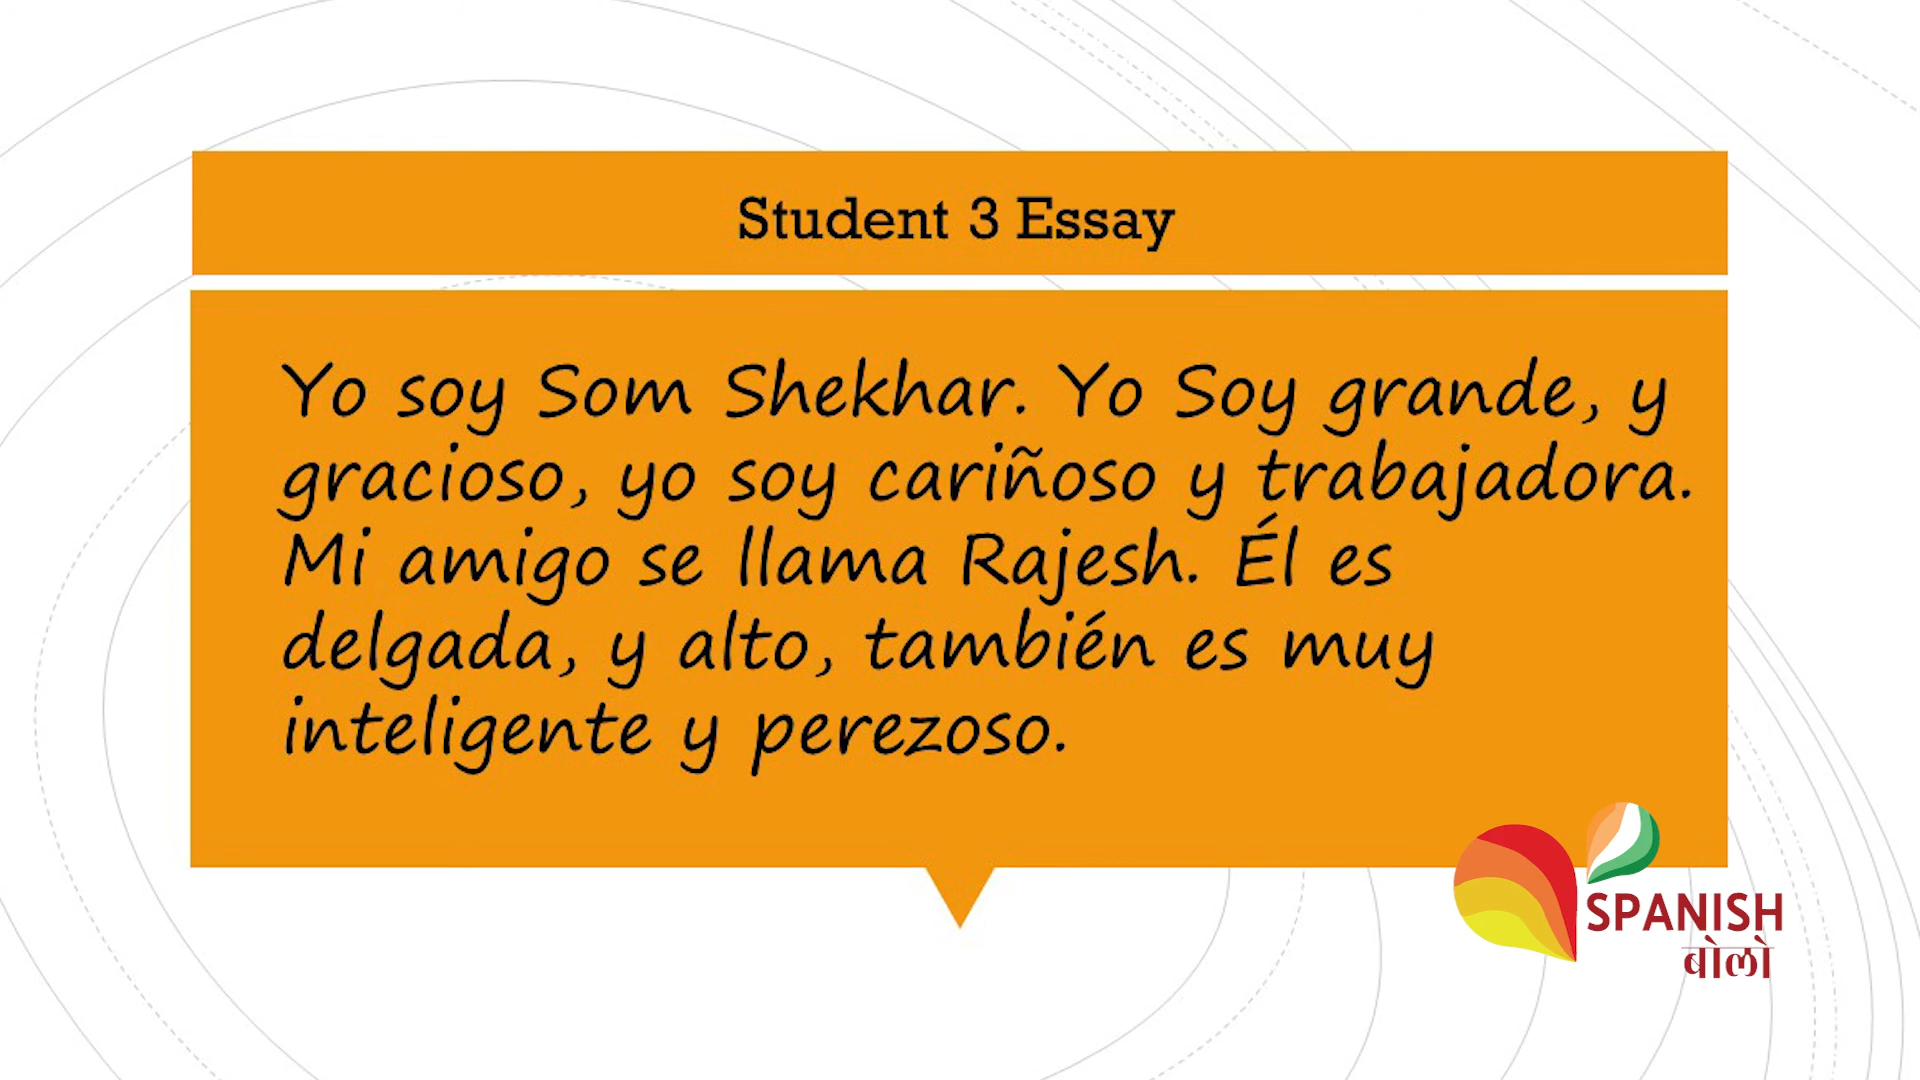 Student 3 Essay
Yo soy Som Shekhar. Yo Soy grande, y
gracioso, yo soy cariñoso y trabajadora.
Mi amigo se llama Rajesh. Él es
delgada, y alto, también es muy
inteligente y perezoso.
SPANISH
बोलो